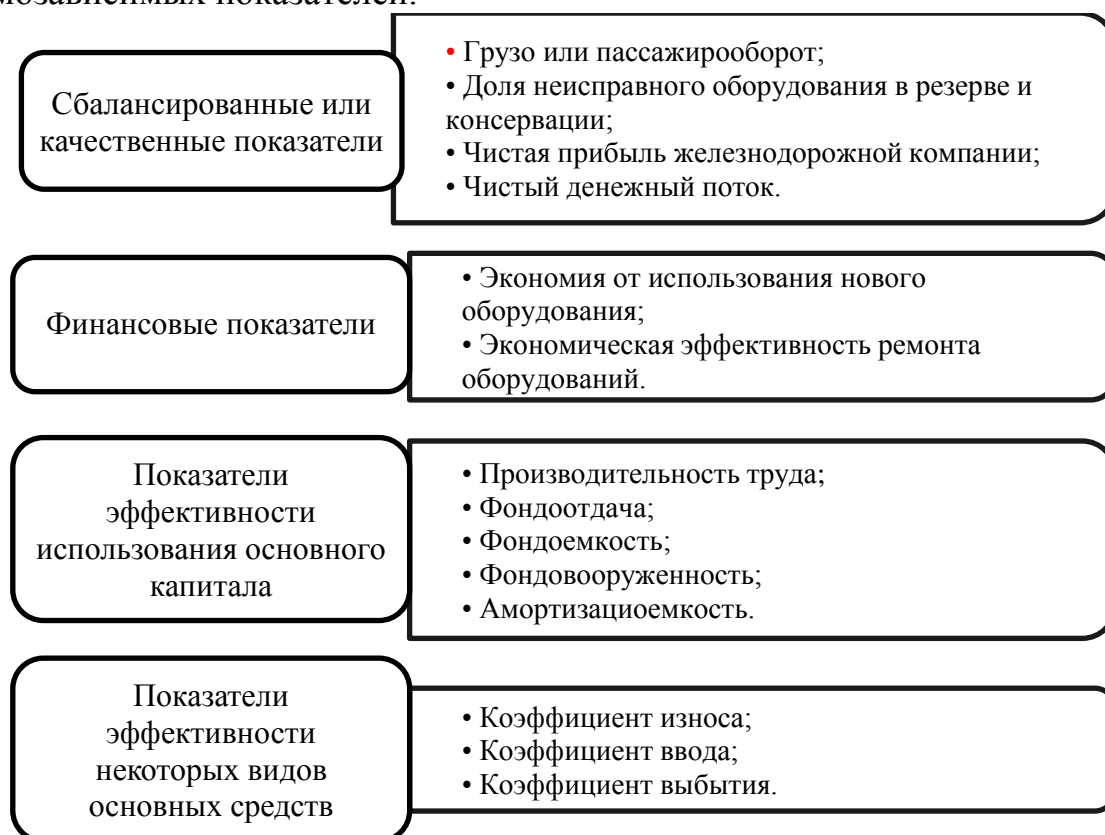 мозависимых показателей.
Сбалансированные или
качественные показатели
• Грузо или пассажирооборот;
• Доля неисправного оборудования в резерве и
консервации;
• Чистая прибыль железнодорожной компании;
• Чистый денежный поток.
Финансовые показатели
• Экономия от использования нового
оборудования;
• Экономическая эффективность ремонта
оборудований.
Показатели
эффективности
использования основного
капитала
• Производительность труда;
• Фондоотдача;
• Фондоемкость;
• Фондовооруженность;
• Амортизациоемкость.
Показатели
эффективности
некоторых видов
основных средств
• Коэффициент износа;
• Коэффициент ввода;
• Коэффициент выбытия.